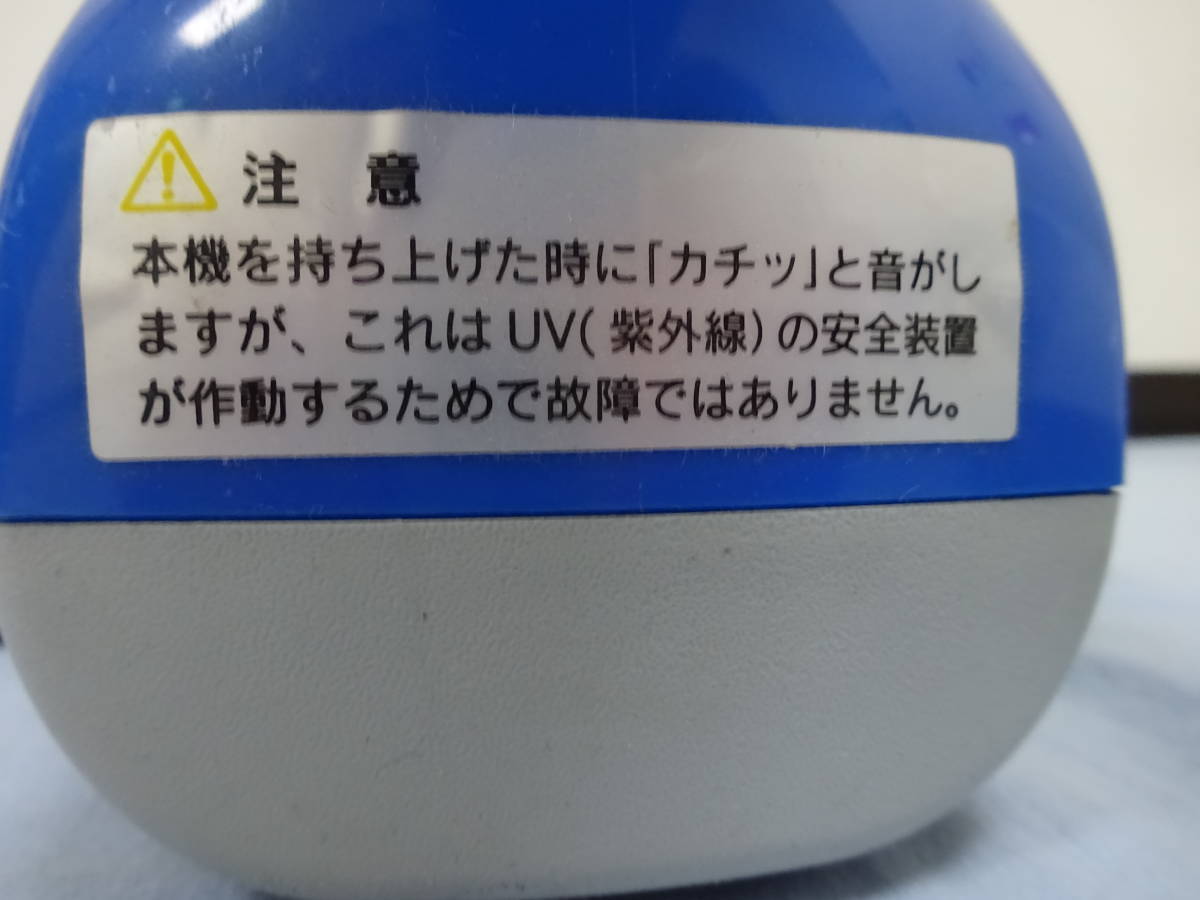 注 意
本機を持ち上げた時に「カチッ」と音がし
ますが、これは UV( 紫外線) の安全装置
が作動するためで故障ではありません。